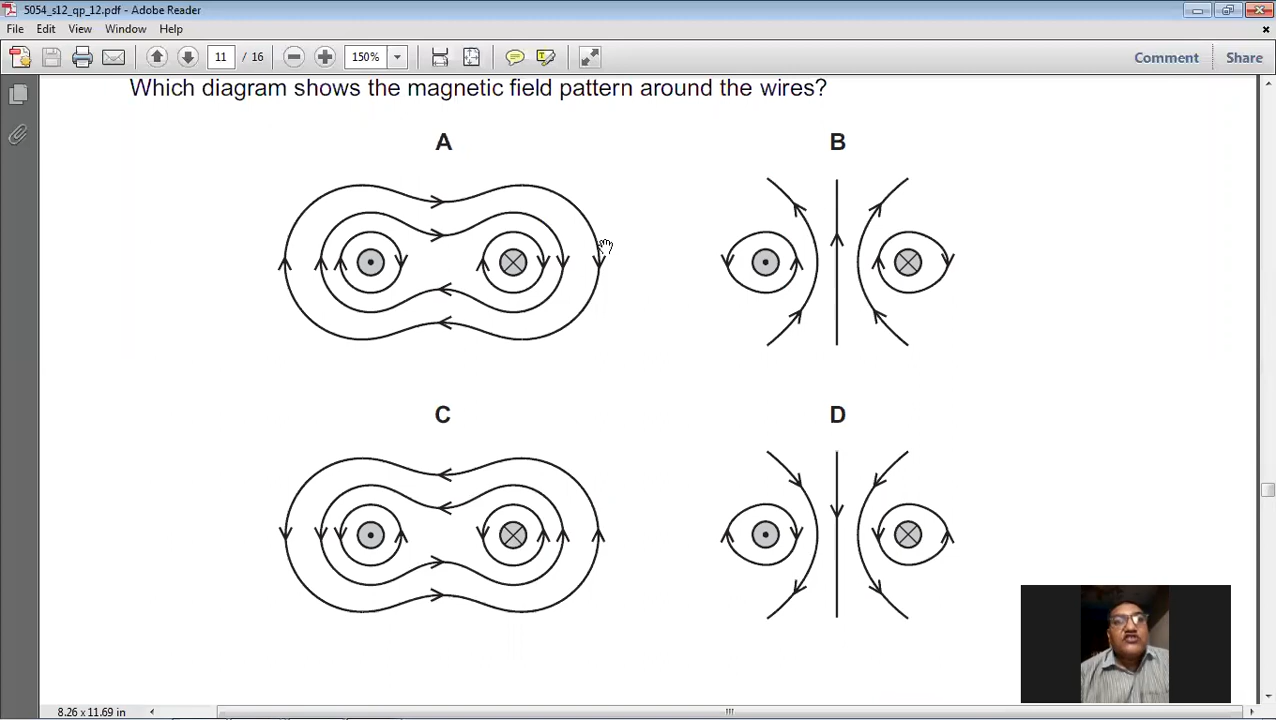 5054_s12_qp_12.pdf - Adobe Reader
File Edit View Window Help
11 / 16 150% Comment Share
Which diagram shows the magnetic field pattern around the wires?
A B
C D
8.26 x 11.69 in